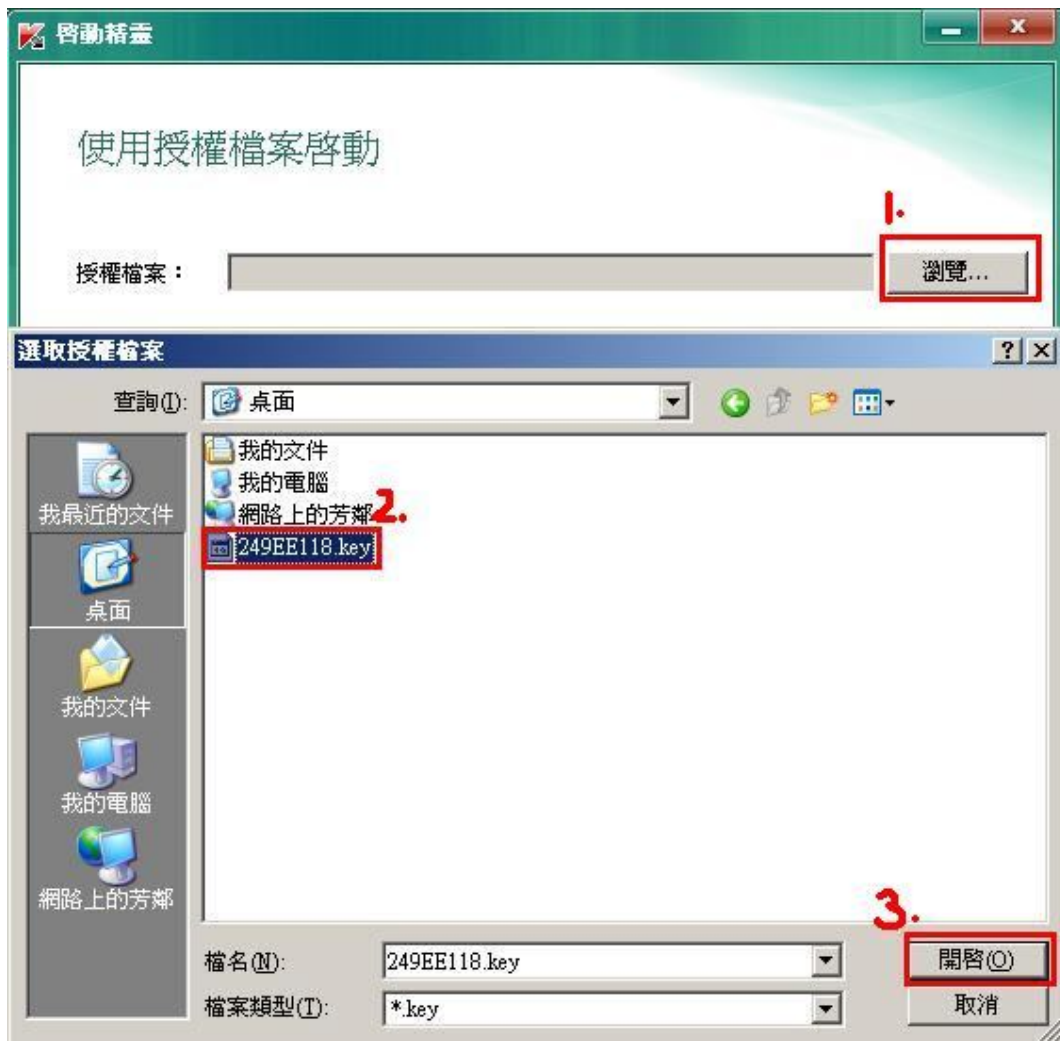 啓動精靈
使用授權檔案啓動
1.
授權檔案：
瀏覽...
選取授權檔案
查詢(I):
桌面
我最近的文件
桌面
我的文件
我的電腦
網路上的芳鄰
我的文件
我的電腦
網路上的芳鄰
2.
249EE118.key
3.
檔名(N):
249EE118.key
開啓(O)
檔案類型(T):
*.key
取消